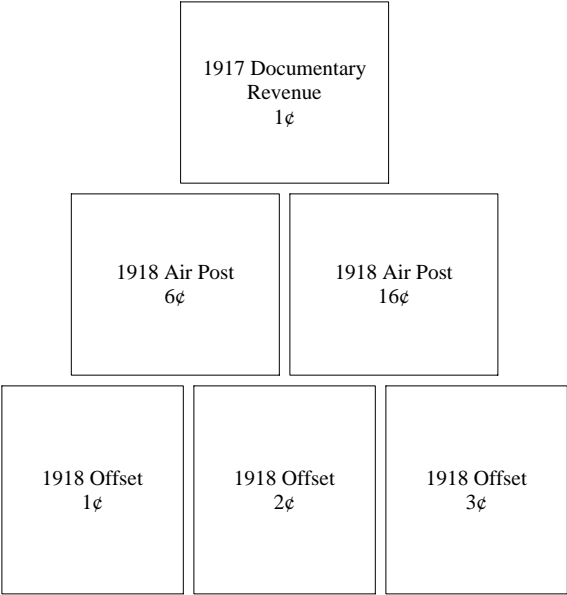 1917 Documentary
Revenue
1¢
1918 Air Post
6¢
1918 Air Post
16¢
1918 Offset
1¢
1918 Offset
2¢
1918 Offset
3¢